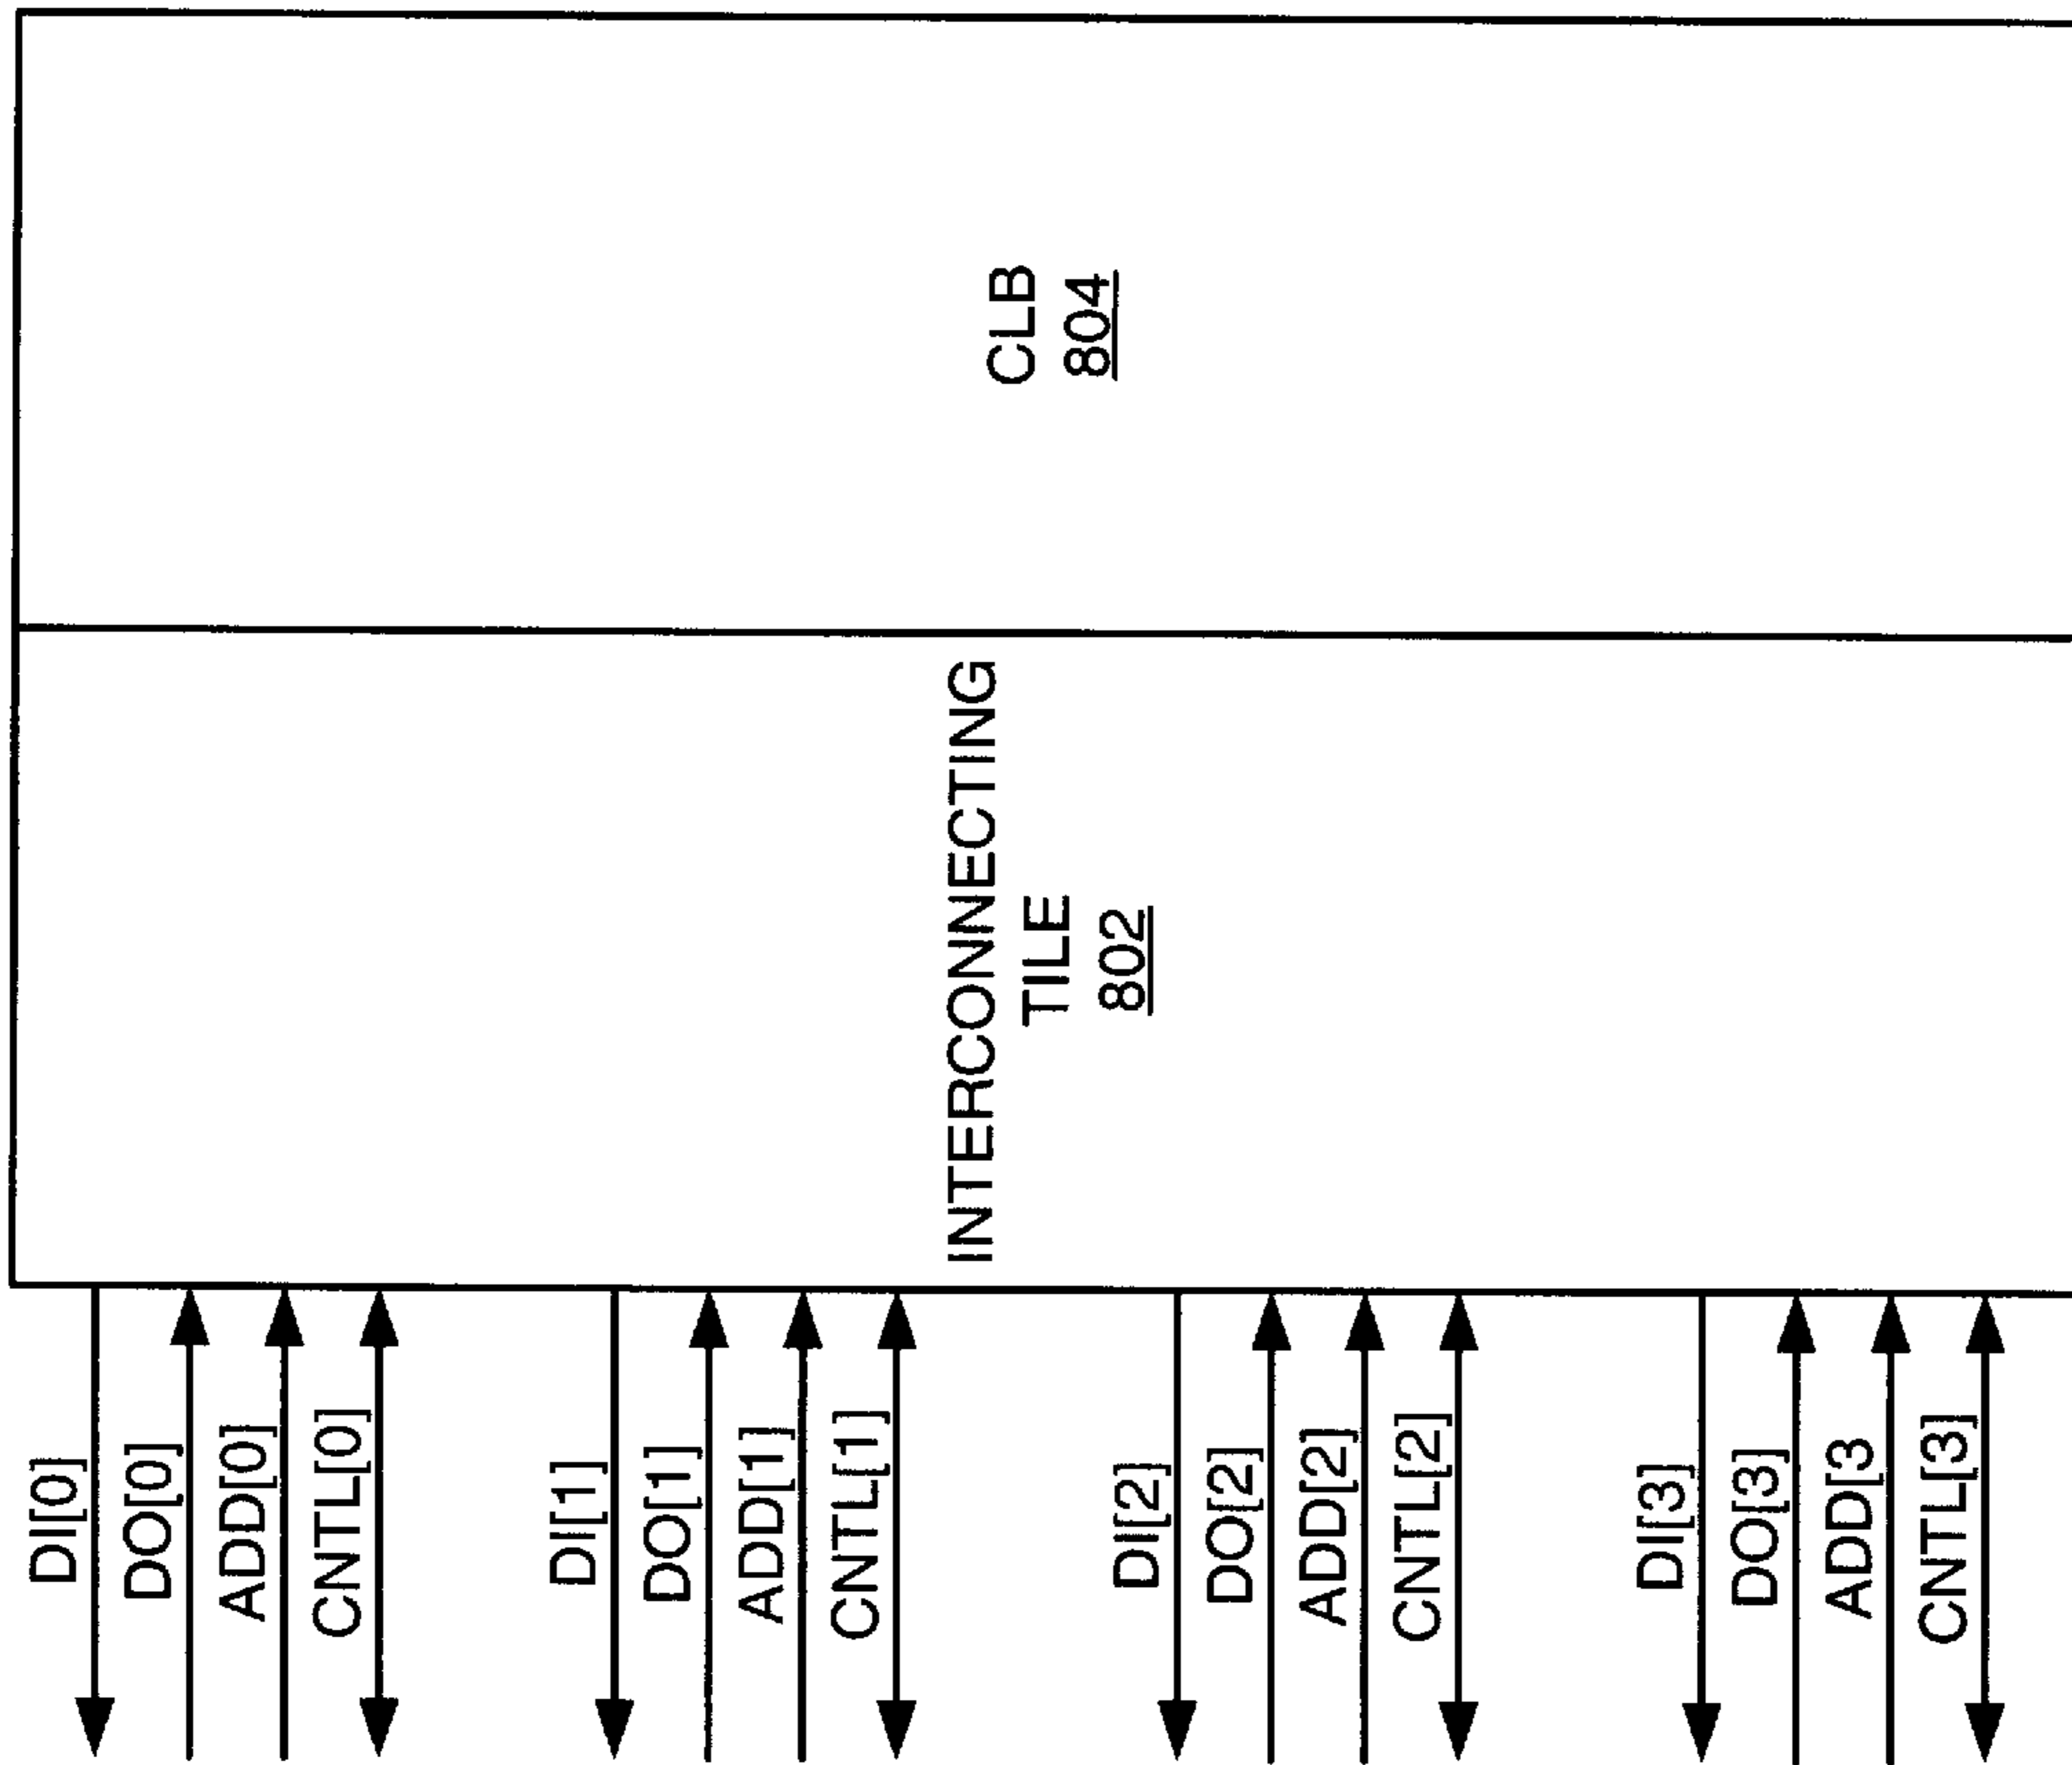 CLB
804
INTERCONNECTING
TILE
802
DI[0]
DO[0]
ADD[0]
CNTL[0]
DI[1]
DO[1]
ADD[1]
CNTL[1]
DI[2]
DO[2]
ADD[2]
CNTL[2]
DI[3]
DO[3]
ADD[3
CNTL[3]